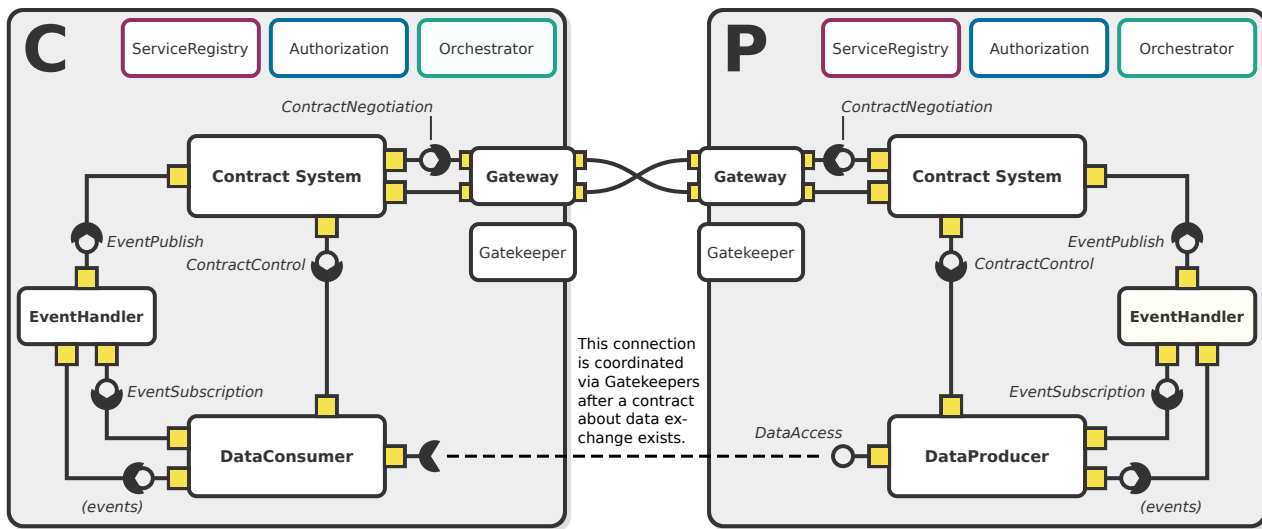 C
ServiceRegistry
Authorization
Orchestrator
ContractNegotiation
Contract System
Gateway
Gatekeeper
EventPublish
ContractControl
EventHandler
EventSubscription
DataConsumer
(events)
This connection
is coordinated
via Gatekeepers
after a contract
about data ex-
change exists.
P
ServiceRegistry
Authorization
Orchestrator
ContractNegotiation
Gateway
Contract System
Gatekeeper
EventPublish
ContractControl
EventHandler
EventSubscription
DataAccess
DataProducer
(events)